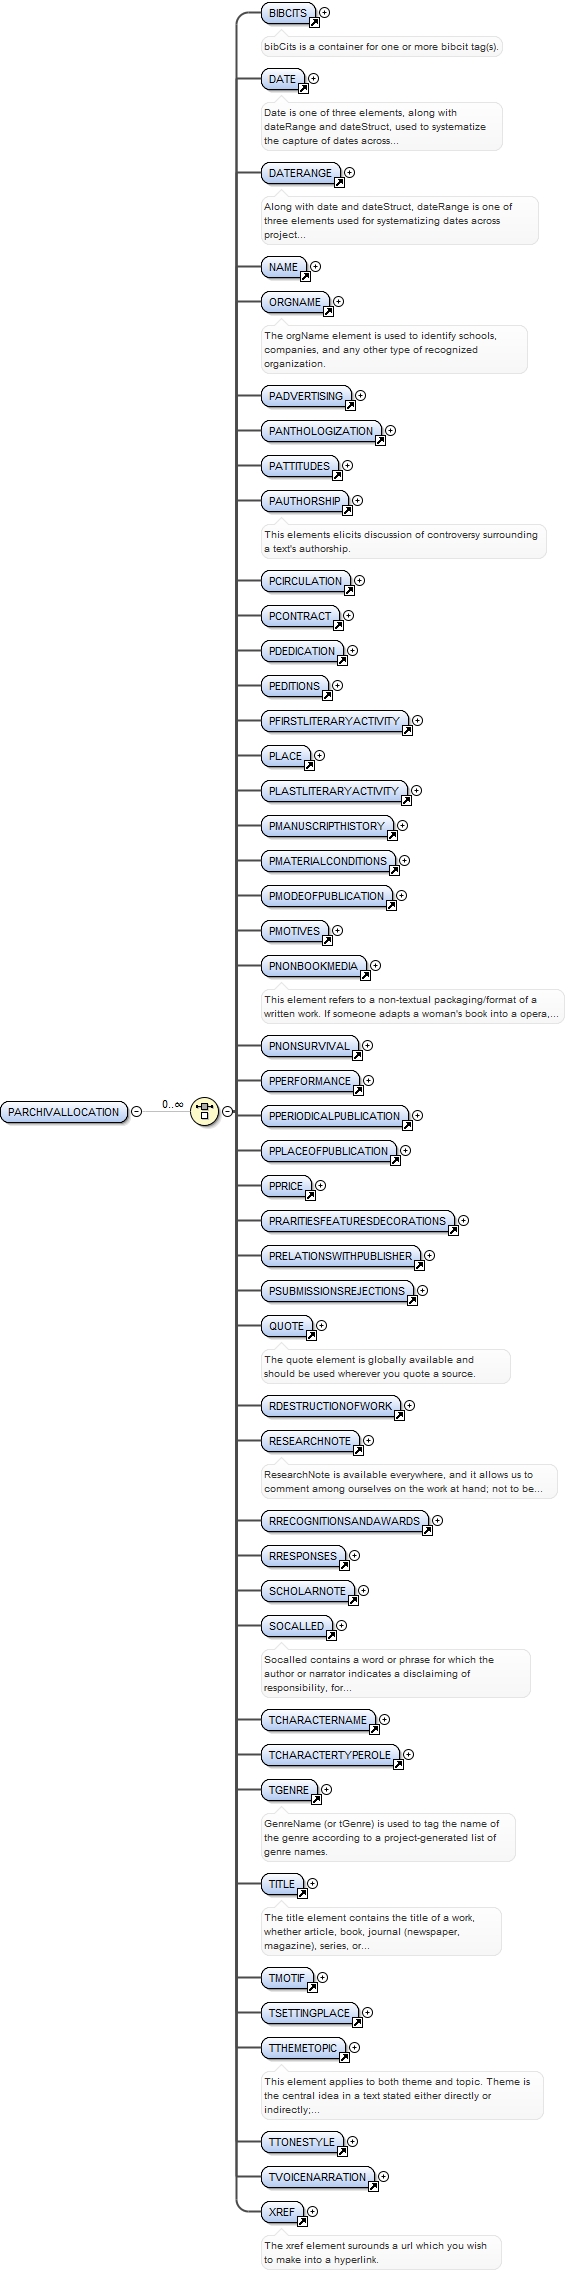 BIBCITS
bibCits is a container for one or more bibcit tag(s).
DATE
Date is one of three elements, along with
dateRange and dateStruct, used to systematize
the capture of dates across...
DATERANGE
Along with date and dateStruct, dateRange is one of
three elements used for systematizing dates across
project...
NAME
ORGNAME
The orgName element is used to identify schools,
companies, and any other type of recognized
organization.
PADVERTISING
PANTHOLOGIZATION
PATTITUDES
PAUTHORSHIP
This elements elicits discussion of controversy surrounding
a text's authorship.
PCIRCULATION
PCONTRACT
PDEDICATION
PEDITIONS
PFIRSTLITERARYACTIVITY
PLACE
PLASTLITERARYACTIVITY
PMANUSCRIPTHISTORY
PMATERIALCONDITIONS
PMODEOFPUBLICATION
PMOTIVES
PNONBOOKMEDIA
This element refers to a non-textual packaging/format of a
written work. If someone adapts a woman's book into a opera,...
PNONSURVIVAL
PPERFORMANCE
PARCHIVALLOCATION 0..∞
PPERIODICALPUBLICATION
PPLACEOFPUBLICATION
PPRICE
PRARITIESFEATURESDECORATIONS
PRELATIONSWITHPUBLISHER
PSUBMISSIONSREJECTIONS
QUOTE
The quote element is globally available and
should be used wherever you quote a source.
RDESTRUCTIONOFWORK
RESEARCHNOTE
ResearchNote is available everywhere, and it allows us to
comment among ourselves on the work at hand; not to be...
RRECOGNITIONSANDAWARDS
RRESPONSES
SCHOLARNOTE
SOCALLED
Socalled contains a word or phrase for which the
author or narrator indicates a disclaiming of
responsibility, for...
TCHARACTERNAME
TCHARACTERTYPEROLE
TGENRE
GenreName (or tGenre) is used to tag the name of
the genre according to a project-generated list of
genre names.
TITLE
The title element contains the title of a work,
whether article, book, journal (newspaper,
magazine), series, or...
TMOTIF
TSETTINGPLACE
TTHEMETOPIC
This element applies to both theme and topic. Theme is
the central idea in a text stated either directly or
indirectly;...
TTONESTYLE
TVOICENARRATION
XREF
The xref element surounds a url which you wish
to make into a hyperlink.